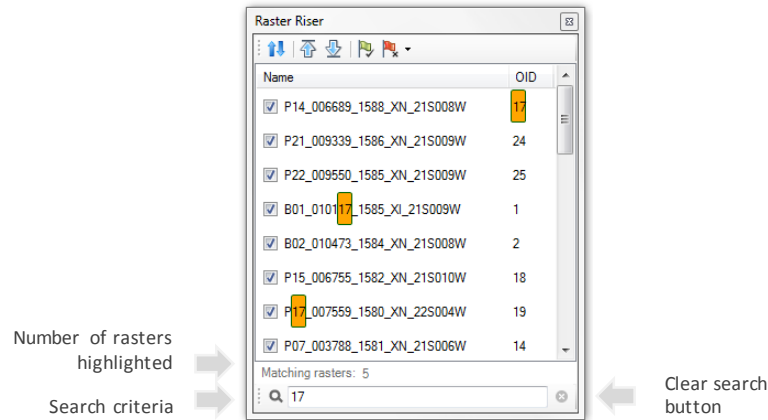 Raster Riser
Name OID
P14_006689_1588_XN_21S008W 17
P21_009339_1586_XN_21S009W 24
P22_009550_1585_XN_21S009W 25
B01_010117_1585_XI_21S009W 1
B02_010473_1584_XN_21S008W 2
P15_006755_1582_XN_21S010W 18
P17_007559_1580_XN_22S004W 19
P07_003788_1581_XN_21S006W 14
Number of rasters
highlighted
Matching rasters: 5
Search criteria
17
Clear search
button